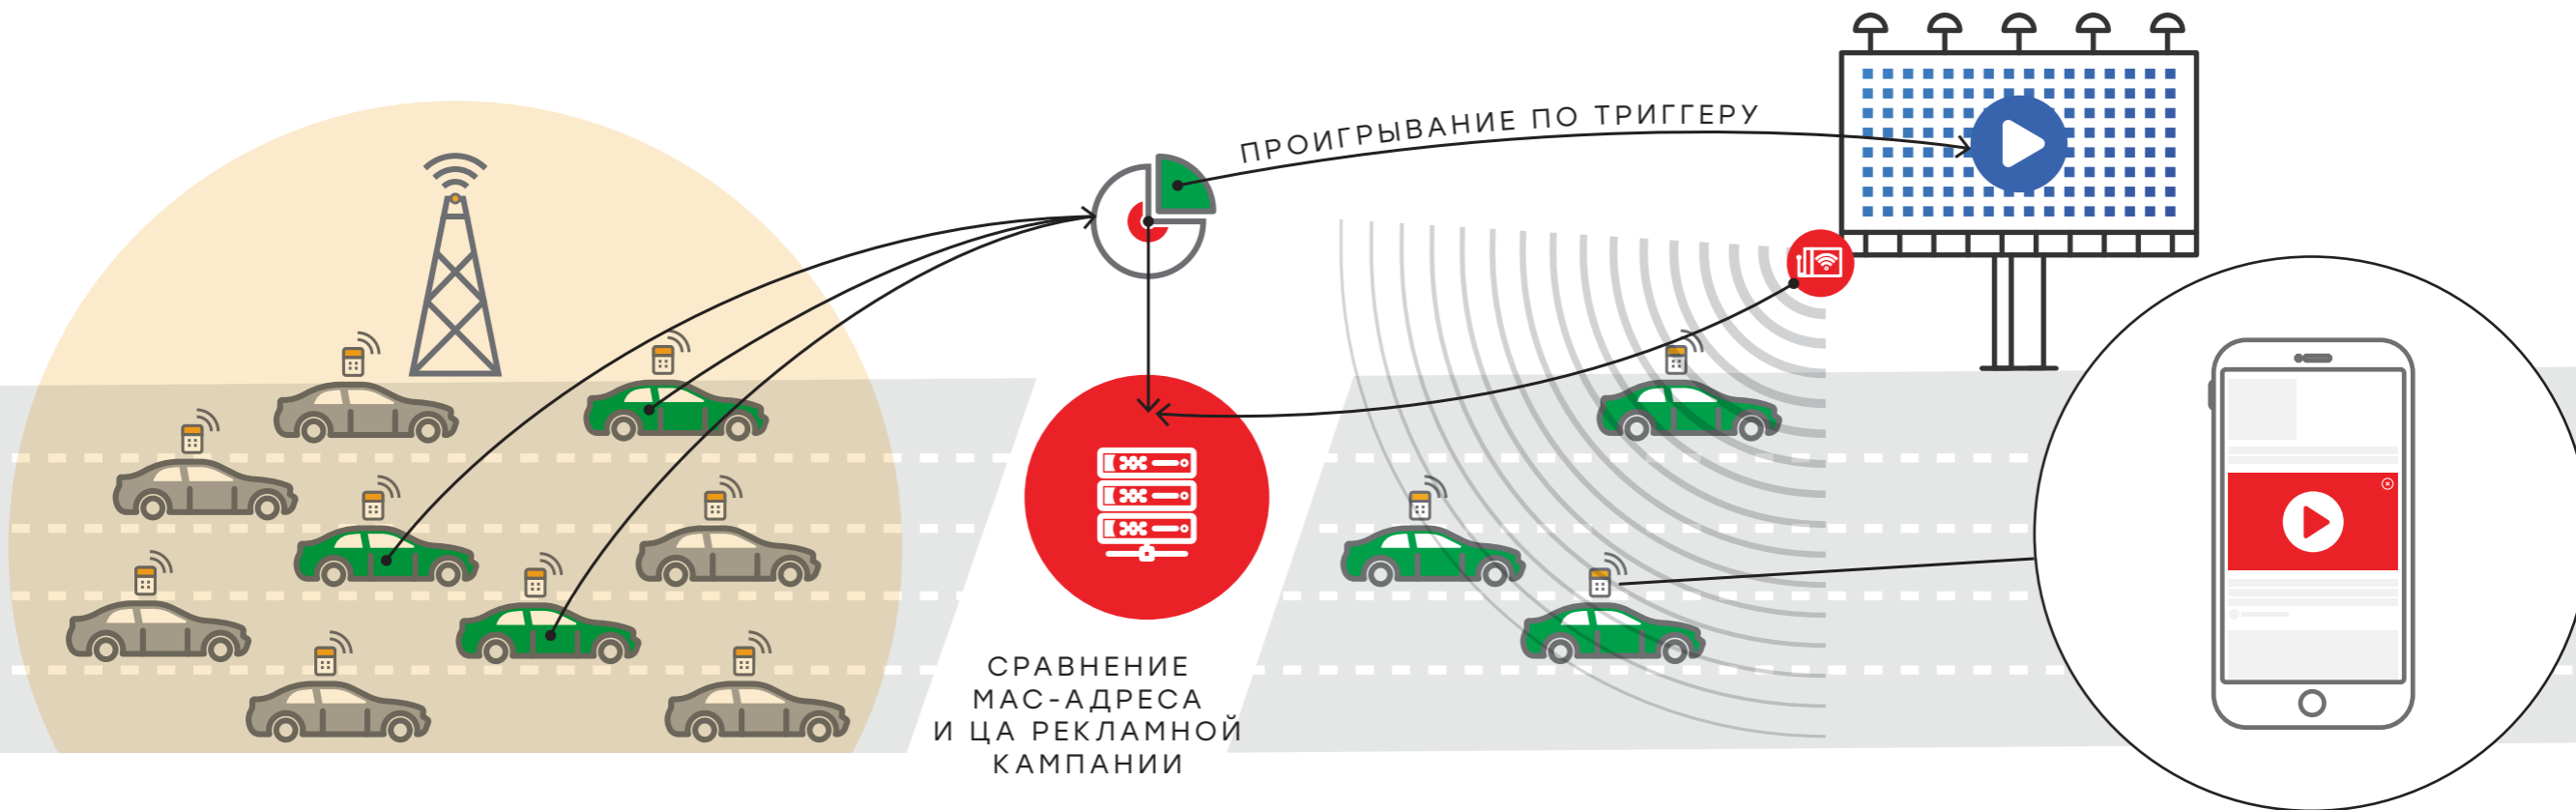 ПРОИГРЫВАНИЕ ПО ТРИГГЕРУ
СРАВНЕНИЕ
МАС-АДРЕСА
И ЦА РЕКЛАМНОЙ
КАМПАНИИ